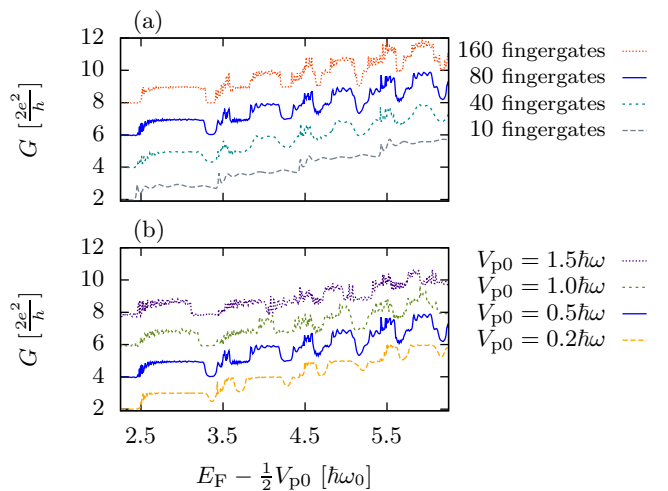 (a)
12
10
8
6
4
2
G [2e²/h]
160 fingergates
80 fingergates
40 fingergates
10 fingergates
(b)
12
10
8
6
4
2
G [2e²/h]
V_p0 = 1.5ℏω
V_p0 = 1.0ℏω
V_p0 = 0.5ℏω
V_p0 = 0.2ℏω
2.5 3.5 4.5 5.5
E_F − ½V_p0 [ℏω₀]